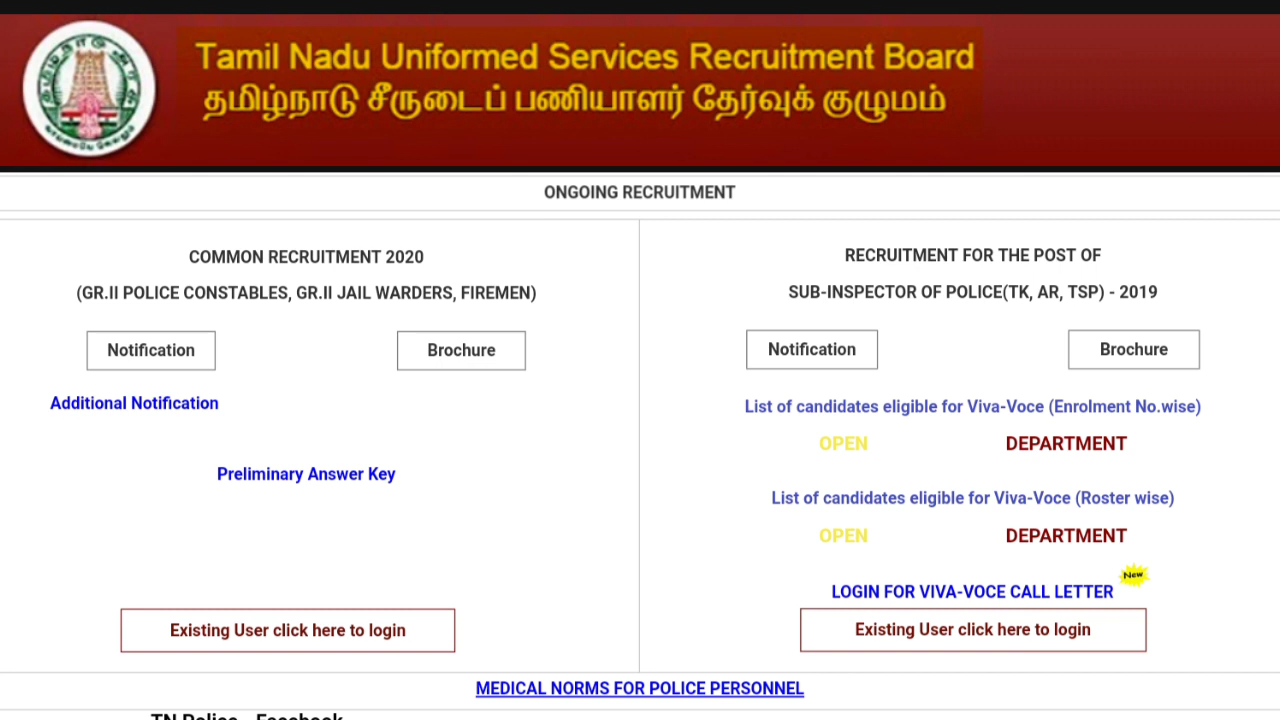 Tamil Nadu Uniformed Services Recruitment Board
தமிழ்நாடு சீருடைப் பணியாளர் தேர்வுக் குழுமம்
ONGOING RECRUITMENT
COMMON RECRUITMENT 2020
(GR.II POLICE CONSTABLES, GR.II JAIL WARDERS, FIREMEN)
Notification
Brochure
Additional Notification
Preliminary Answer Key
Existing User click here to login
RECRUITMENT FOR THE POST OF
SUB-INSPECTOR OF POLICE(TK, AR, TSP) - 2019
Notification
Brochure
List of candidates eligible for Viva-Voce (Enrolment No.wise)
OPEN
DEPARTMENT
List of candidates eligible for Viva-Voce (Roster wise)
OPEN
DEPARTMENT
New
LOGIN FOR VIVA-VOCE CALL LETTER
Existing User click here to login
MEDICAL NORMS FOR POLICE PERSONNEL
TN Police - Facebook